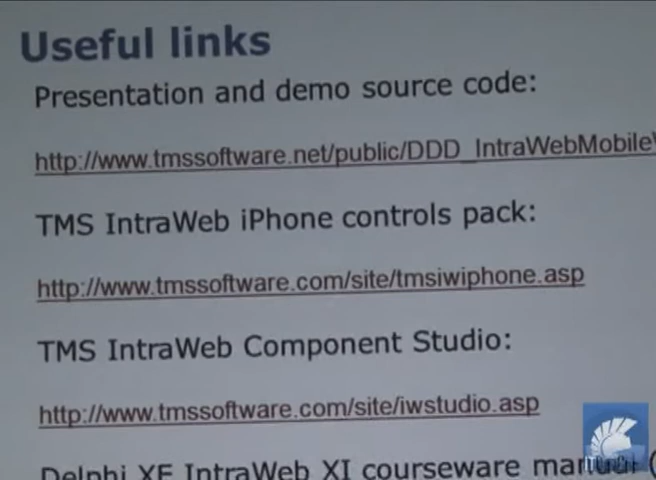 Useful links
Presentation and demo source code:
http://www.tmssoftware.net/public/DDD_IntraWebMobile
TMS IntraWeb iPhone controls pack:
http://www.tmssoftware.com/site/tmsiwiphone.asp
TMS IntraWeb Component Studio:
http://www.tmssoftware.com/site/iwstudio.asp
Delphi XE IntraWeb XI courseware manual (